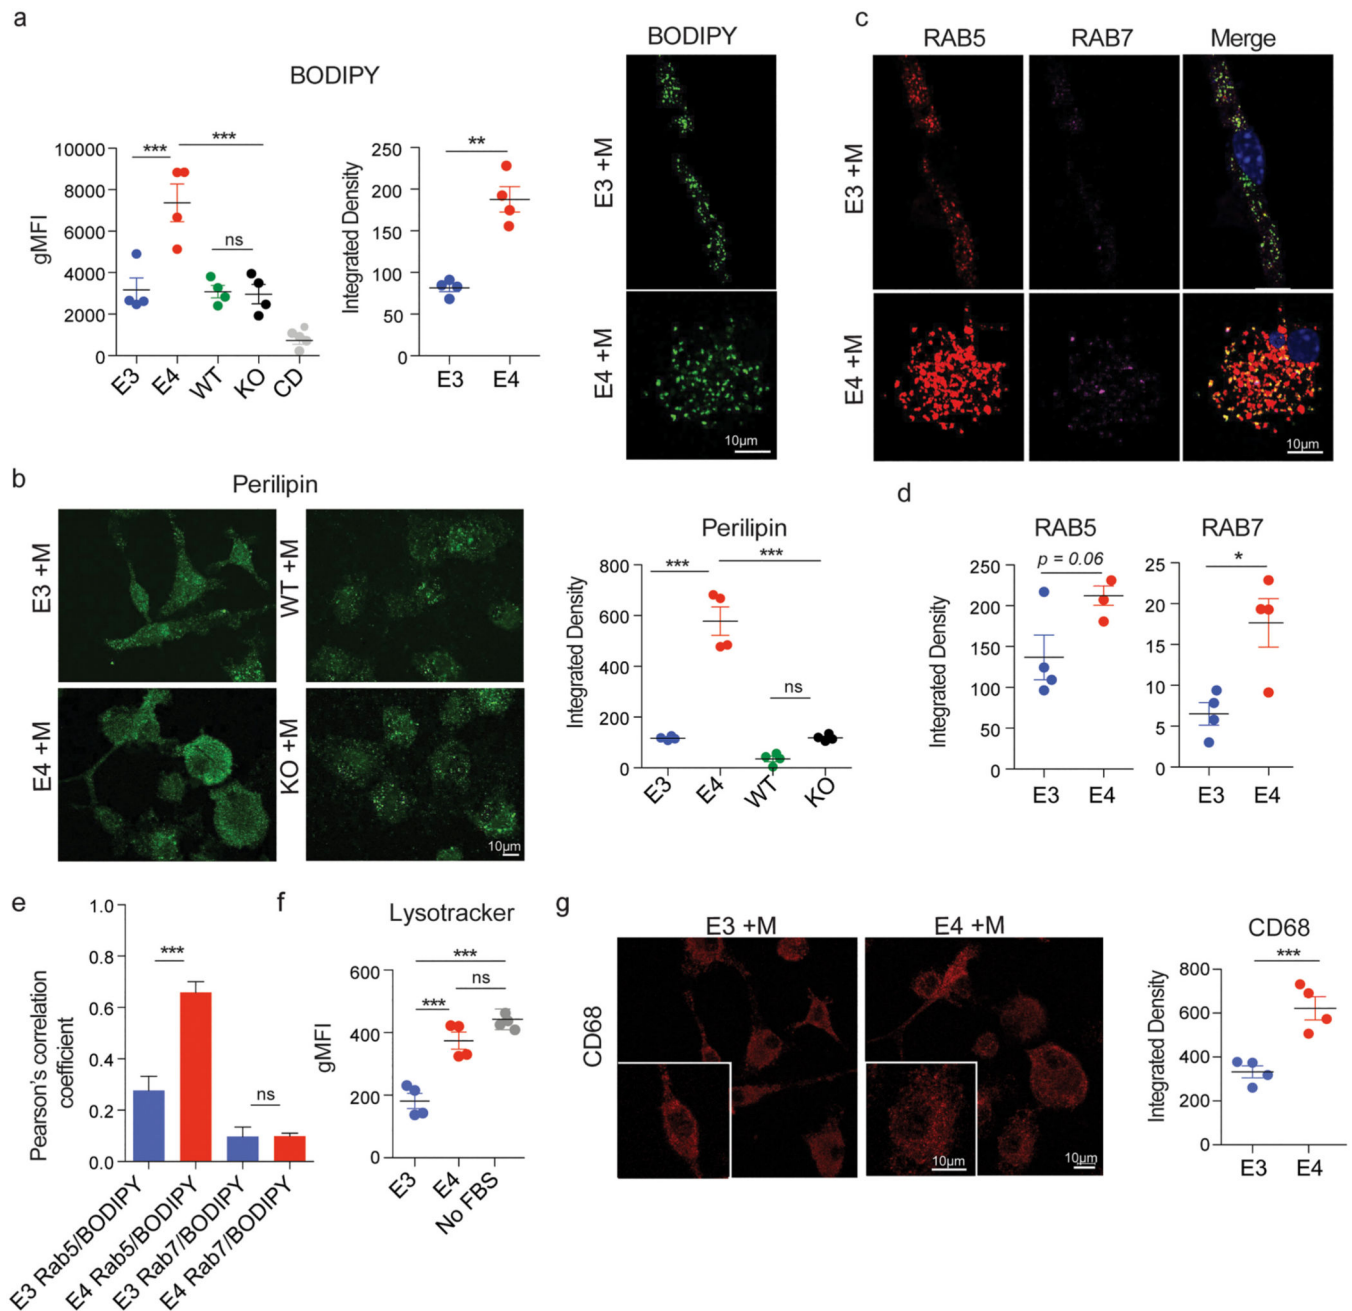 a
BODIPY
gMFI
10000
8000
6000
4000
2000
0
***
***
ns
E3
E4
WT
KO
CD
Integrated Density
250
200
150
100
50
0
**
E3
E4
BODIPY
E3 +M
E4 +M
10µm
c
RAB5
RAB7
Merge
E3 +M
E4 +M
10µm
b
Perilipin
E3 +M
WT +M
E4 +M
KO +M
10µm
Perilipin
Integrated Density
800
600
400
200
0
***
***
ns
E3
E4
WT
KO
d
RAB5
Integrated Density
250
200
150
100
50
0
p = 0.06
E3
E4
RAB7
25
20
15
10
5
0
*
E3
E4
e
Pearson's correlation
coefficient
1.0
0.8
0.6
0.4
0.2
0.0
***
ns
E3 Rab5/BODIPY
E4 Rab5/BODIPY
E3 Rab7/BODIPY
E4 Rab7/BODIPY
f
Lysotracker
gMFI
600
400
200
0
***
***
ns
E3
E4
No FBS
g
E3 +M
E4 +M
CD68
10µm
10µm
CD68
Integrated Density
800
600
400
200
0
***
E3
E4